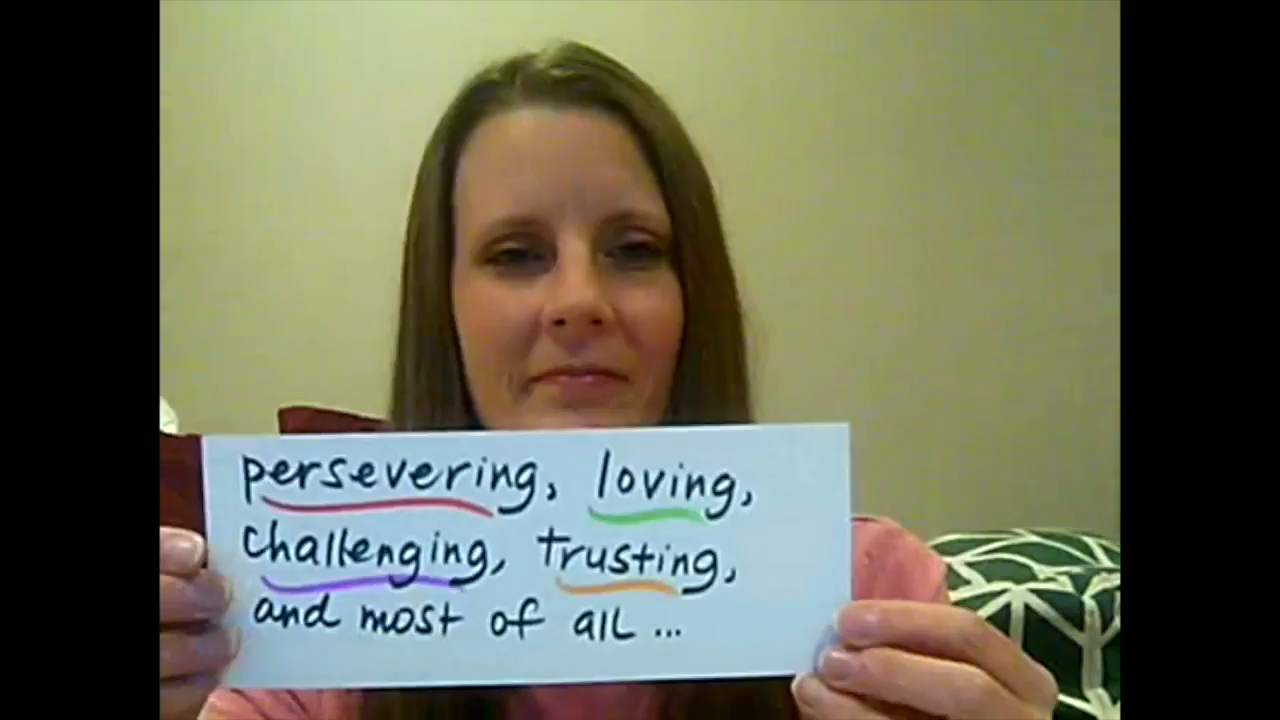 persevering, loving,
challenging, trusting,
and most of all...